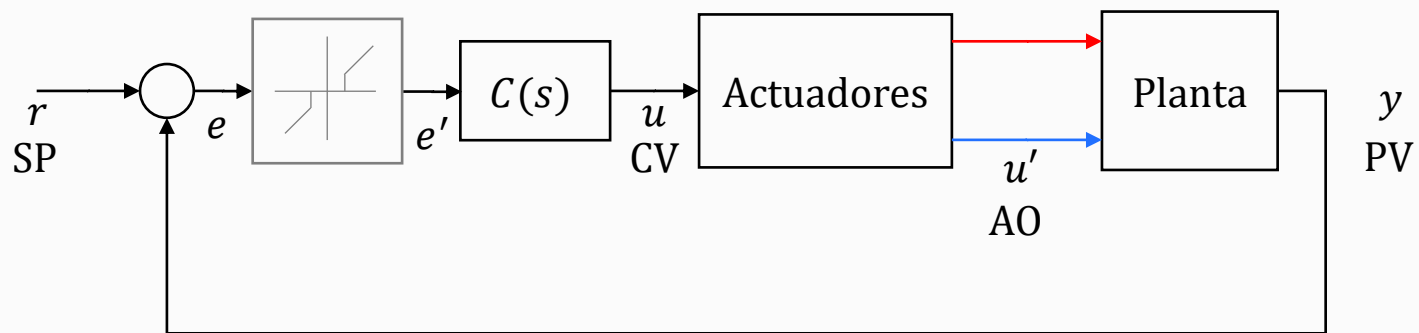 r
SP
e
e′
C(s)
u
CV
Actuadores
u′
AO
Planta
y
PV